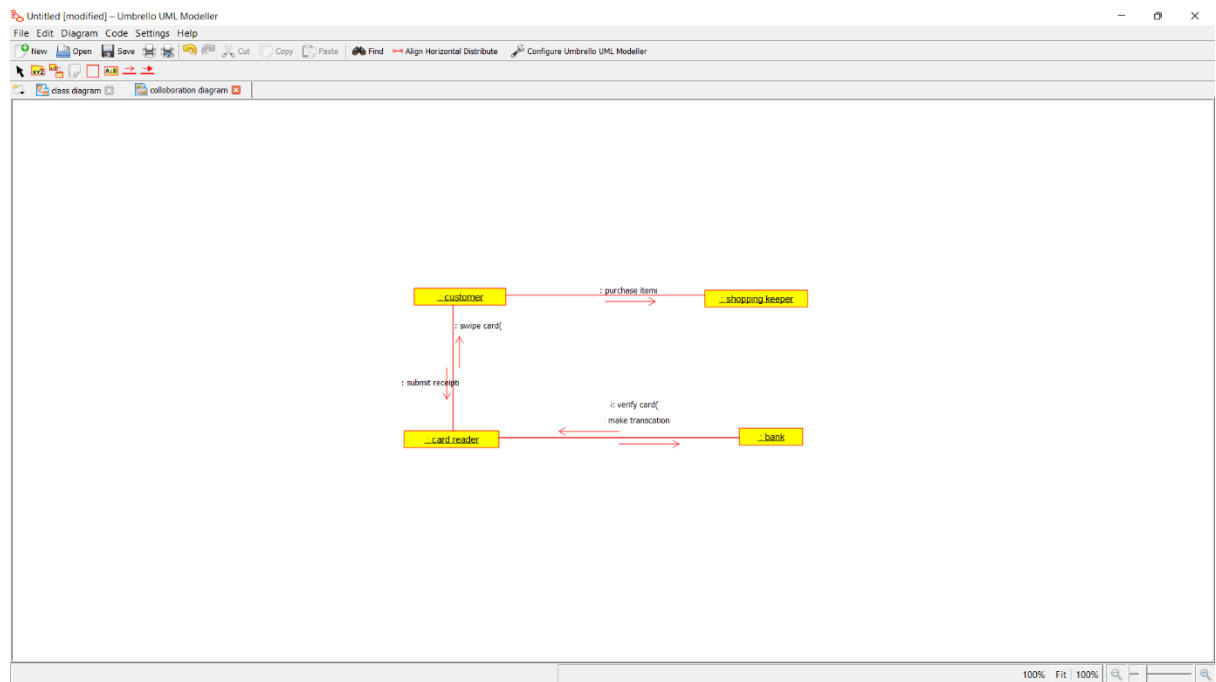 Untitled [modified] – Umbrello UML Modeller
File Edit Diagram Code Settings Help
New Open Save Cut Copy Paste Find Align Horizontal Distribute Configure Umbrello UML Modeller
class diagram colloboration diagram
: customer
: purchase item
: shopping keeper
: swipe card(
: submit receipt
: verify card(
make transcation
: card reader
: bank
100% Fit 100%